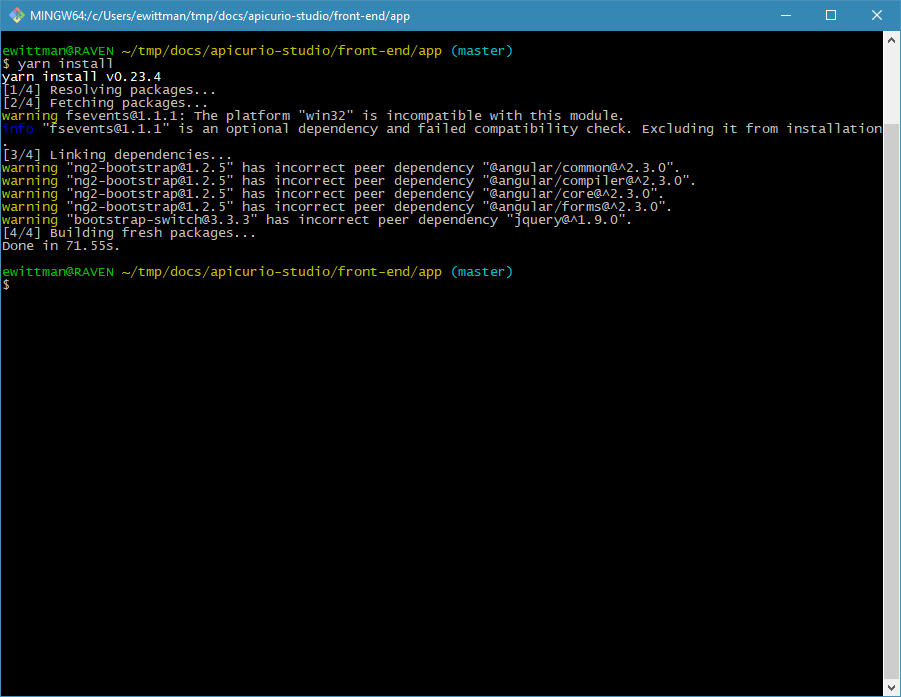 MINGW64:/c/Users/ewittman/tmp/docs/apicurio-studio/front-end/app
ewittman@RAVEN ~/tmp/docs/apicurio-studio/front-end/app (master)
$ yarn install
yarn install v0.23.4
[1/4] Resolving packages...
[2/4] Fetching packages...
warning fsevents@1.1.1: The platform "win32" is incompatible with this module.
info "fsevents@1.1.1" is an optional dependency and failed compatibility check. Excluding it from installation
.
[3/4] Linking dependencies...
warning "ng2-bootstrap@1.2.5" has incorrect peer dependency "@angular/common@^2.3.0".
warning "ng2-bootstrap@1.2.5" has incorrect peer dependency "@angular/compiler@^2.3.0".
warning "ng2-bootstrap@1.2.5" has incorrect peer dependency "@angular/core@^2.3.0".
warning "ng2-bootstrap@1.2.5" has incorrect peer dependency "@angular/forms@^2.3.0".
warning "bootstrap-switch@3.3.3" has incorrect peer dependency "jquery@^1.9.0".
[4/4] Building fresh packages...
Done in 71.55s.
ewittman@RAVEN ~/tmp/docs/apicurio-studio/front-end/app (master)
$